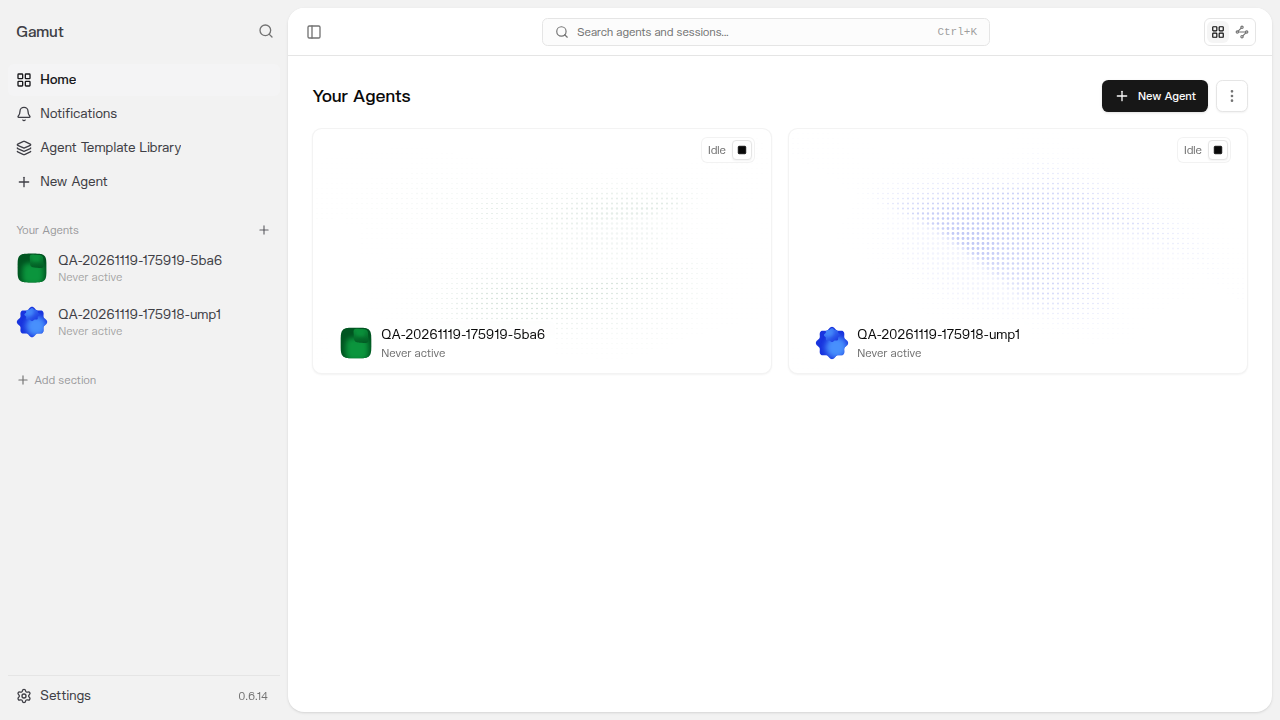 Gamut
Home
Notifications
Agent Template Library
New Agent
Your Agents
QA-20261119-175919-5ba6
Never active
QA-20261119-175918-ump1
Never active
Add section
Settings
0.6.14
Search agents and sessions...
Ctrl+K
Your Agents
New Agent
Idle
QA-20261119-175919-5ba6
Never active
Idle
QA-20261119-175918-ump1
Never active